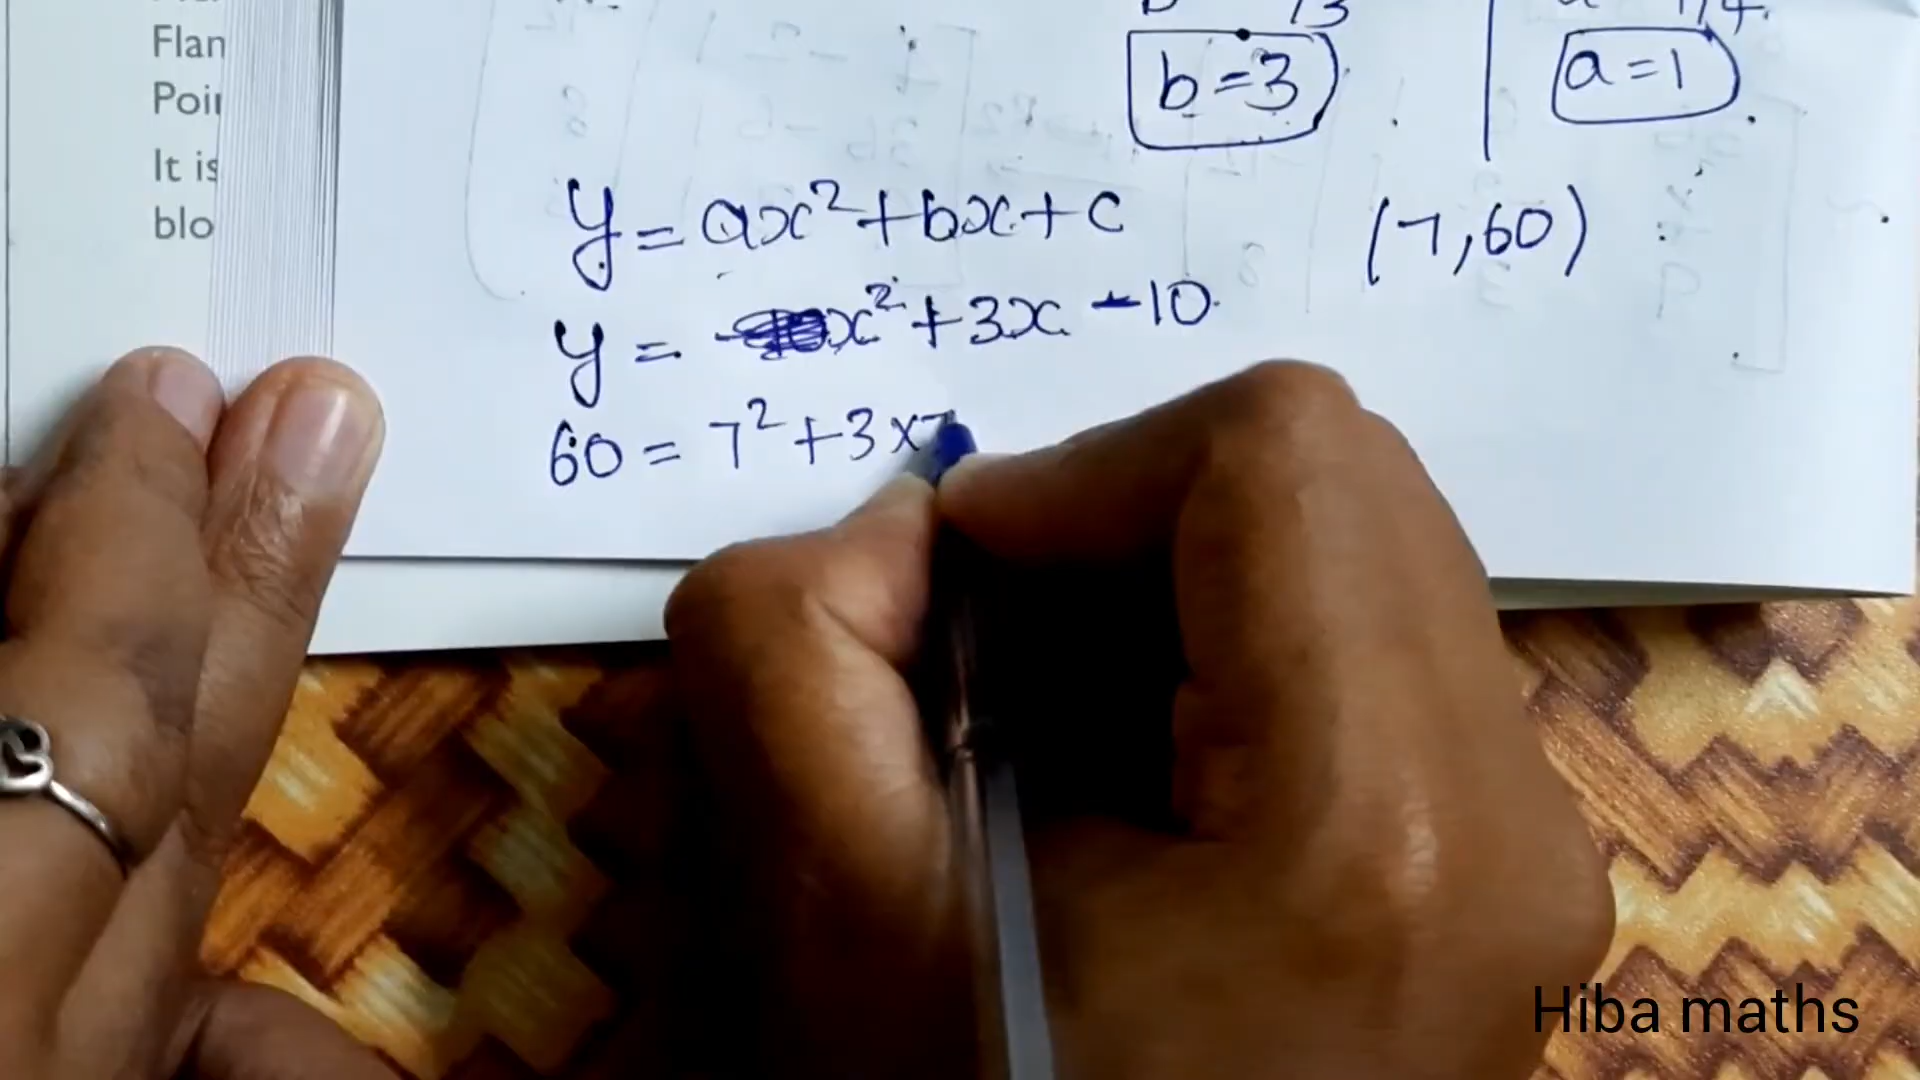 Flan
Poin
It is
blo
b = 3
a = 1
y = ax² + bx + c
(7, 60)
y = x² + 3x - 10
60 = 7² + 3 × 7
Hiba maths